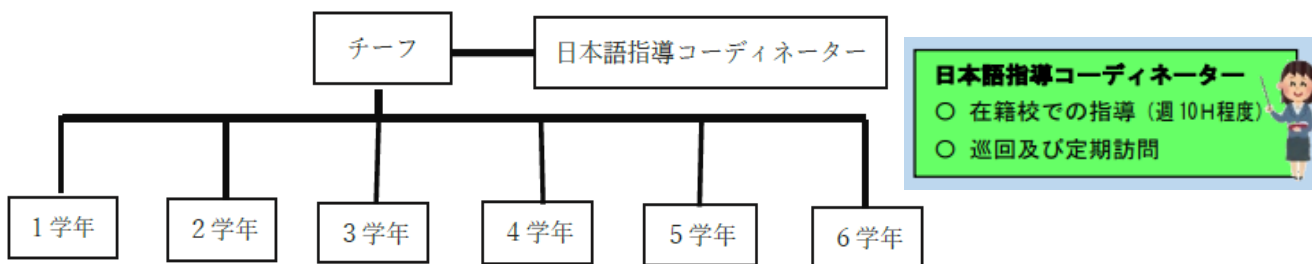 チーフ
日本語指導コーディネーター
日本語指導コーディネーター
○ 在籍校での指導（週10H程度）
○ 巡回及び定期訪問
1学年
2学年
3学年
4学年
5学年
6学年